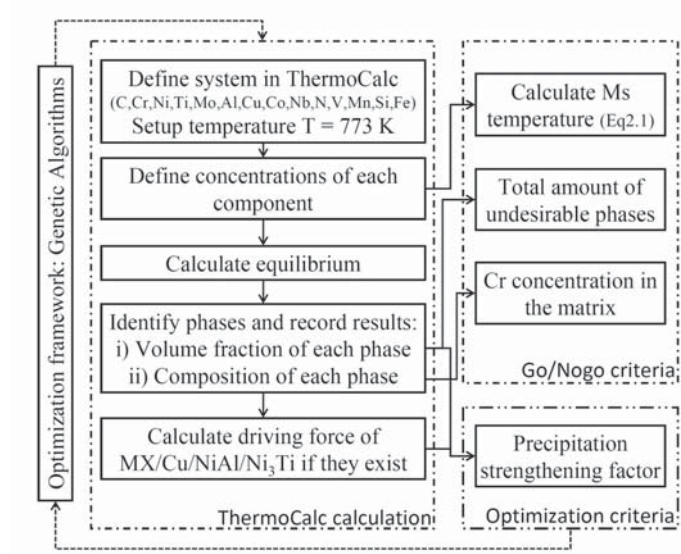 Optimization framework: Genetic Algorithms
Define system in ThermoCalc
(C,Cr,Ni,Ti,Mo,Al,Cu,Co,Nb,N,V,Mn,Si,Fe)
Setup temperature T = 773 K
Define concentrations of each
component
Calculate equilibrium
Identify phases and record results:
i) Volume fraction of each phase
ii) Composition of each phase
Calculate driving force of
MX/Cu/NiAl/Ni₃Ti if they exist
ThermoCalc calculation
Calculate Ms
temperature (Eq2.1)
Total amount of
undesirable phases
Cr concentration in
the matrix
Go/Nogo criteria
Precipitation
strengthening factor
Optimization criteria